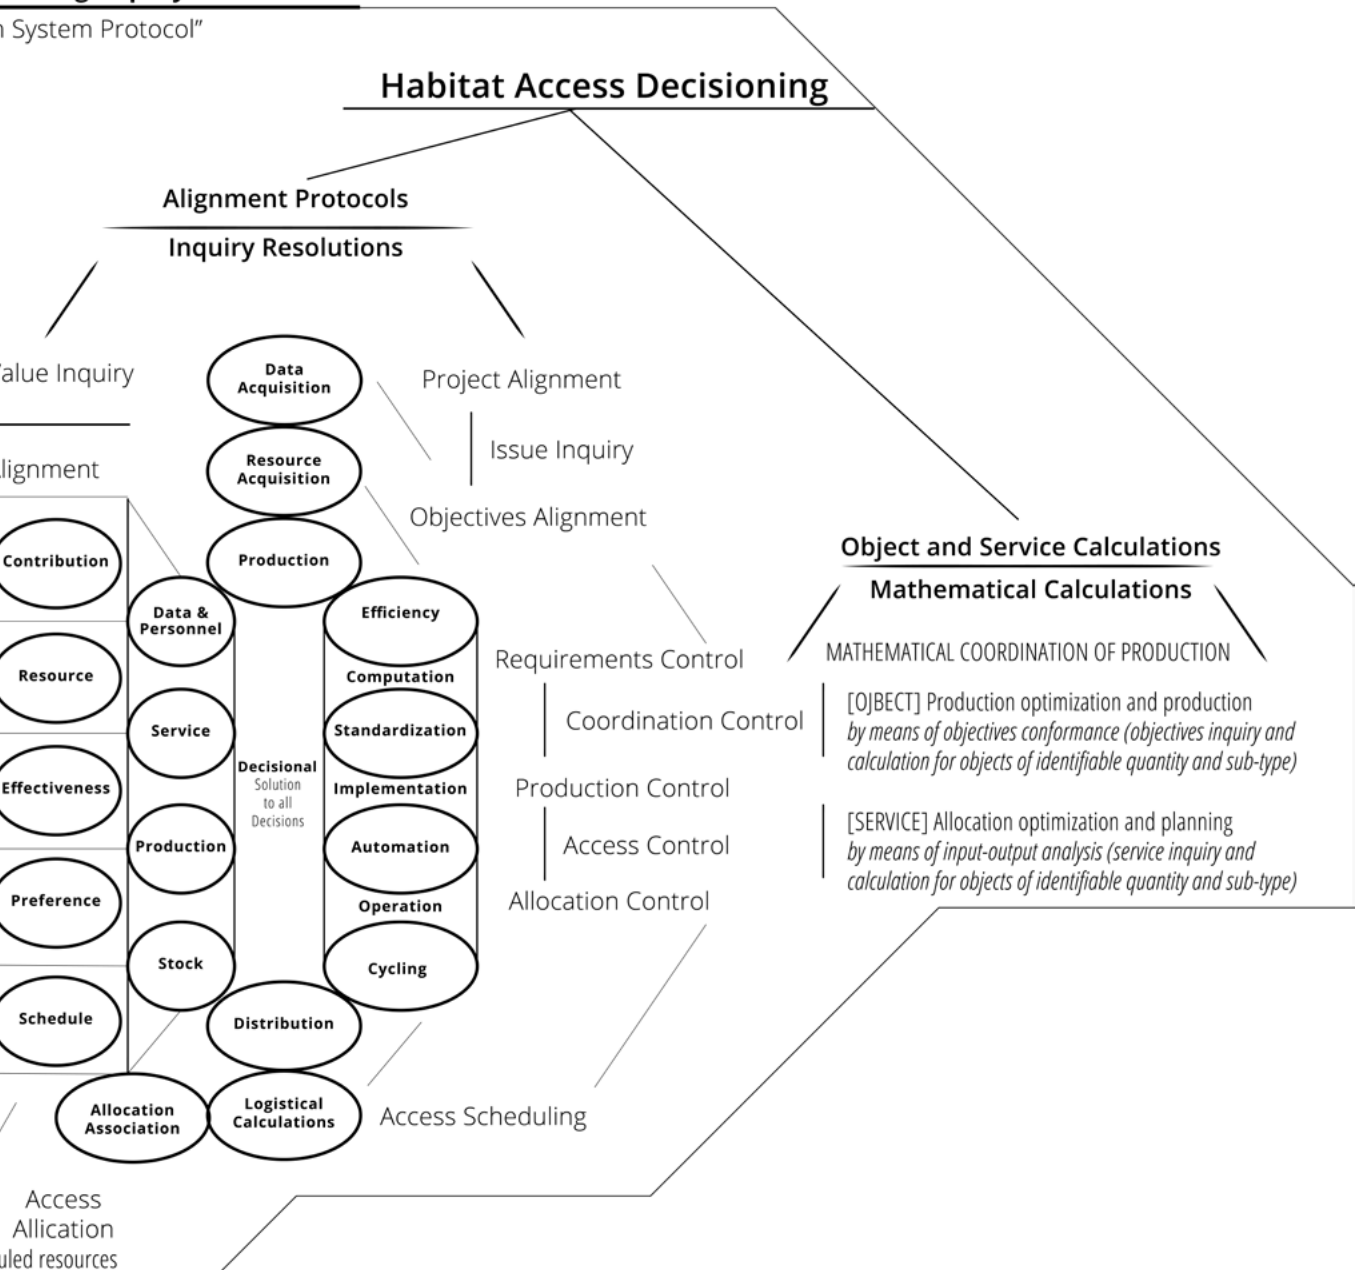 System Protocol”
Habitat Access Decisioning
Alignment Protocols
Inquiry Resolutions
Inquiry
Data
Acquisition
Resource
Acquisition
Production
Project Alignment
Issue Inquiry
Objectives Alignment
Contribution
Resource
Effectiveness
Preference
Schedule
Data &
Personnel
Service
Production
Stock
Decisional
Solution
to all
Decisions
Efficiency
Computation
Standardization
Implementation
Automation
Operation
Cycling
Distribution
Allocation
Association
Logistical
Calculations
Requirements Control
Coordination Control
Production Control
Access Control
Allocation Control
Access Scheduling
Access
Allication
resources
Object and Service Calculations
Mathematical Calculations
MATHEMATICAL COORDINATION OF PRODUCTION
[OJBECT] Production optimization and production
by means of objectives conformance (objectives inquiry and
calculation for objects of identifiable quantity and sub-type)
[SERVICE] Allocation optimization and planning
by means of input-output analysis (service inquiry and
calculation for objects of identifiable quantity and sub-type)